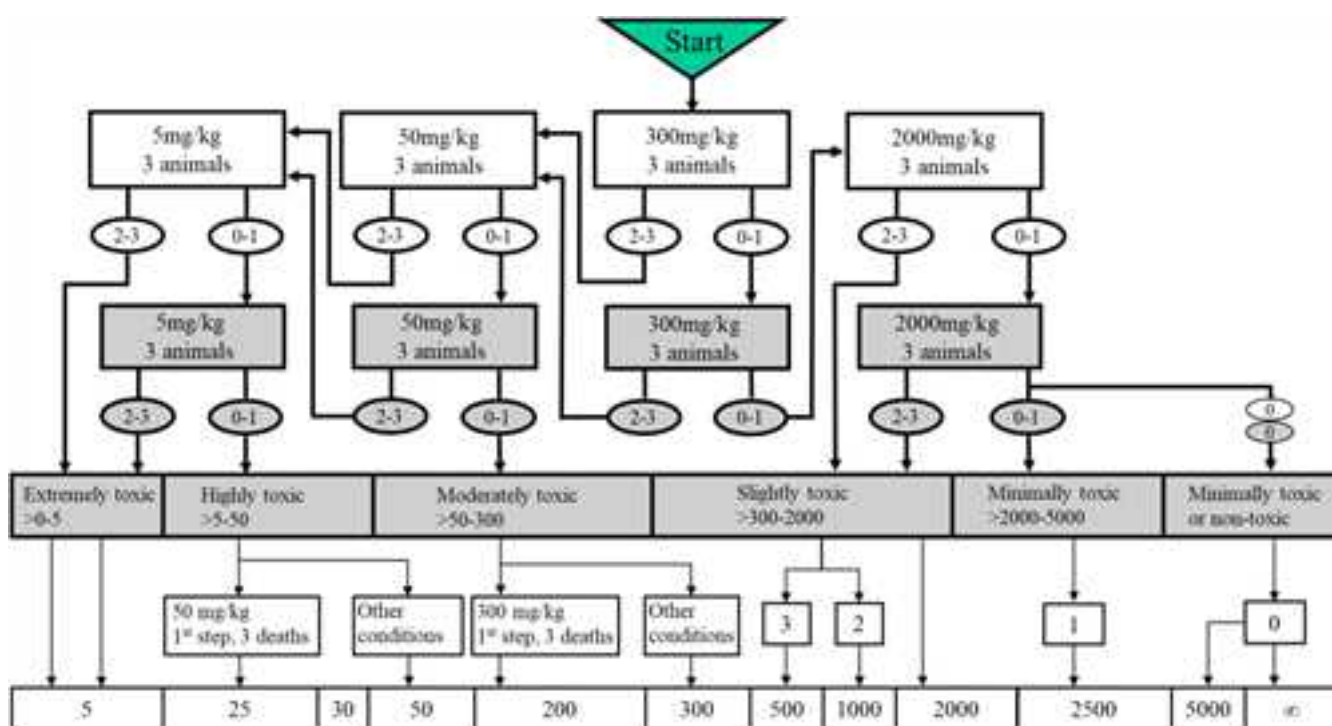 Start
5mg/kg
3 animals
50mg/kg
3 animals
300mg/kg
3 animals
2000mg/kg
3 animals
2-3
0-1
2-3
0-1
2-3
0-1
2-3
0-1
5mg/kg
3 animals
50mg/kg
3 animals
300mg/kg
3 animals
2000mg/kg
3 animals
2-3
0-1
2-3
0-1
2-3
0-1
2-3
0-1
0
0
Extremely toxic
>0-5
Highly toxic
>5-50
Moderately toxic
>50-300
Slightly toxic
>300-2000
Minimally toxic
>2000-5000
Minimally toxic
or non-toxic
50 mg/kg
1st step, 3 deaths
Other
conditions
300 mg/kg
1st step, 3 deaths
Other
conditions
3
2
1
0
5
25
30
50
200
300
500
1000
2000
2500
5000
∞